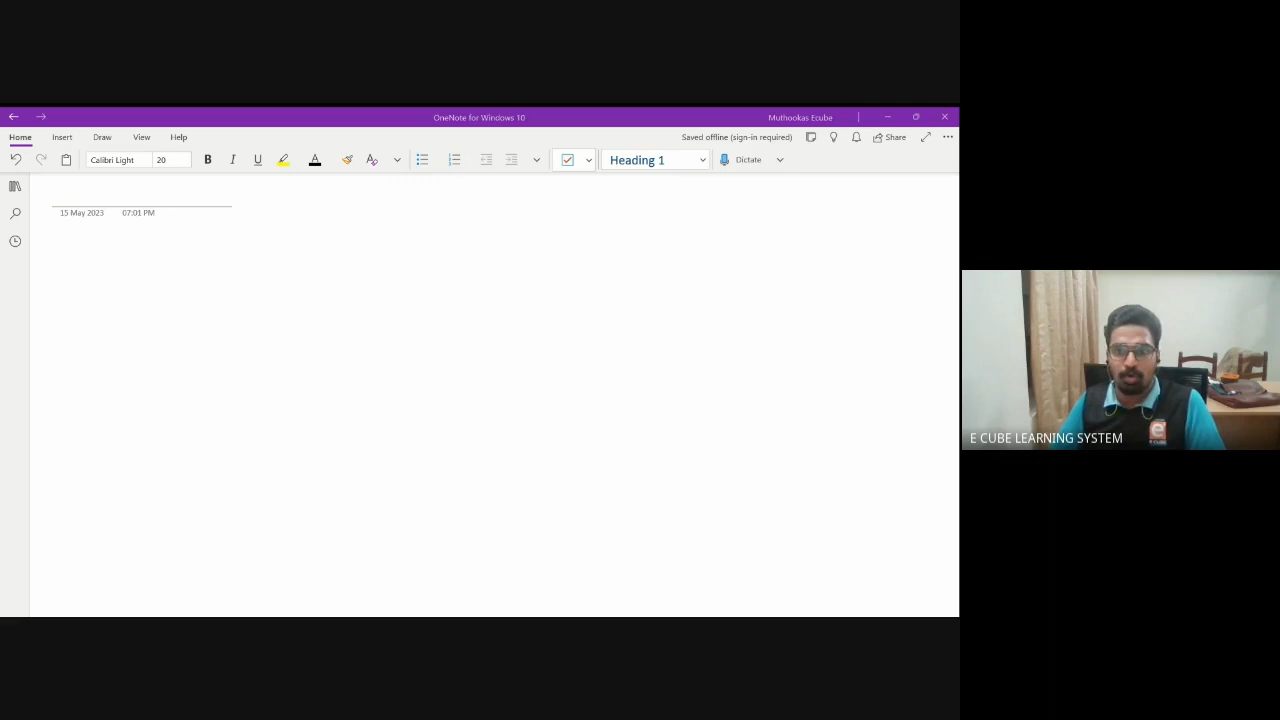 OneNote for Windows 10
Muthookas Ecube
Home Insert Draw View Help
Saved offline (sign-in required)
Share
Calibri Light 20 B I U A
Heading 1
Dictate
15 May 2023 07:01 PM
E CUBE LEARNING SYSTEM
e
E CUBE